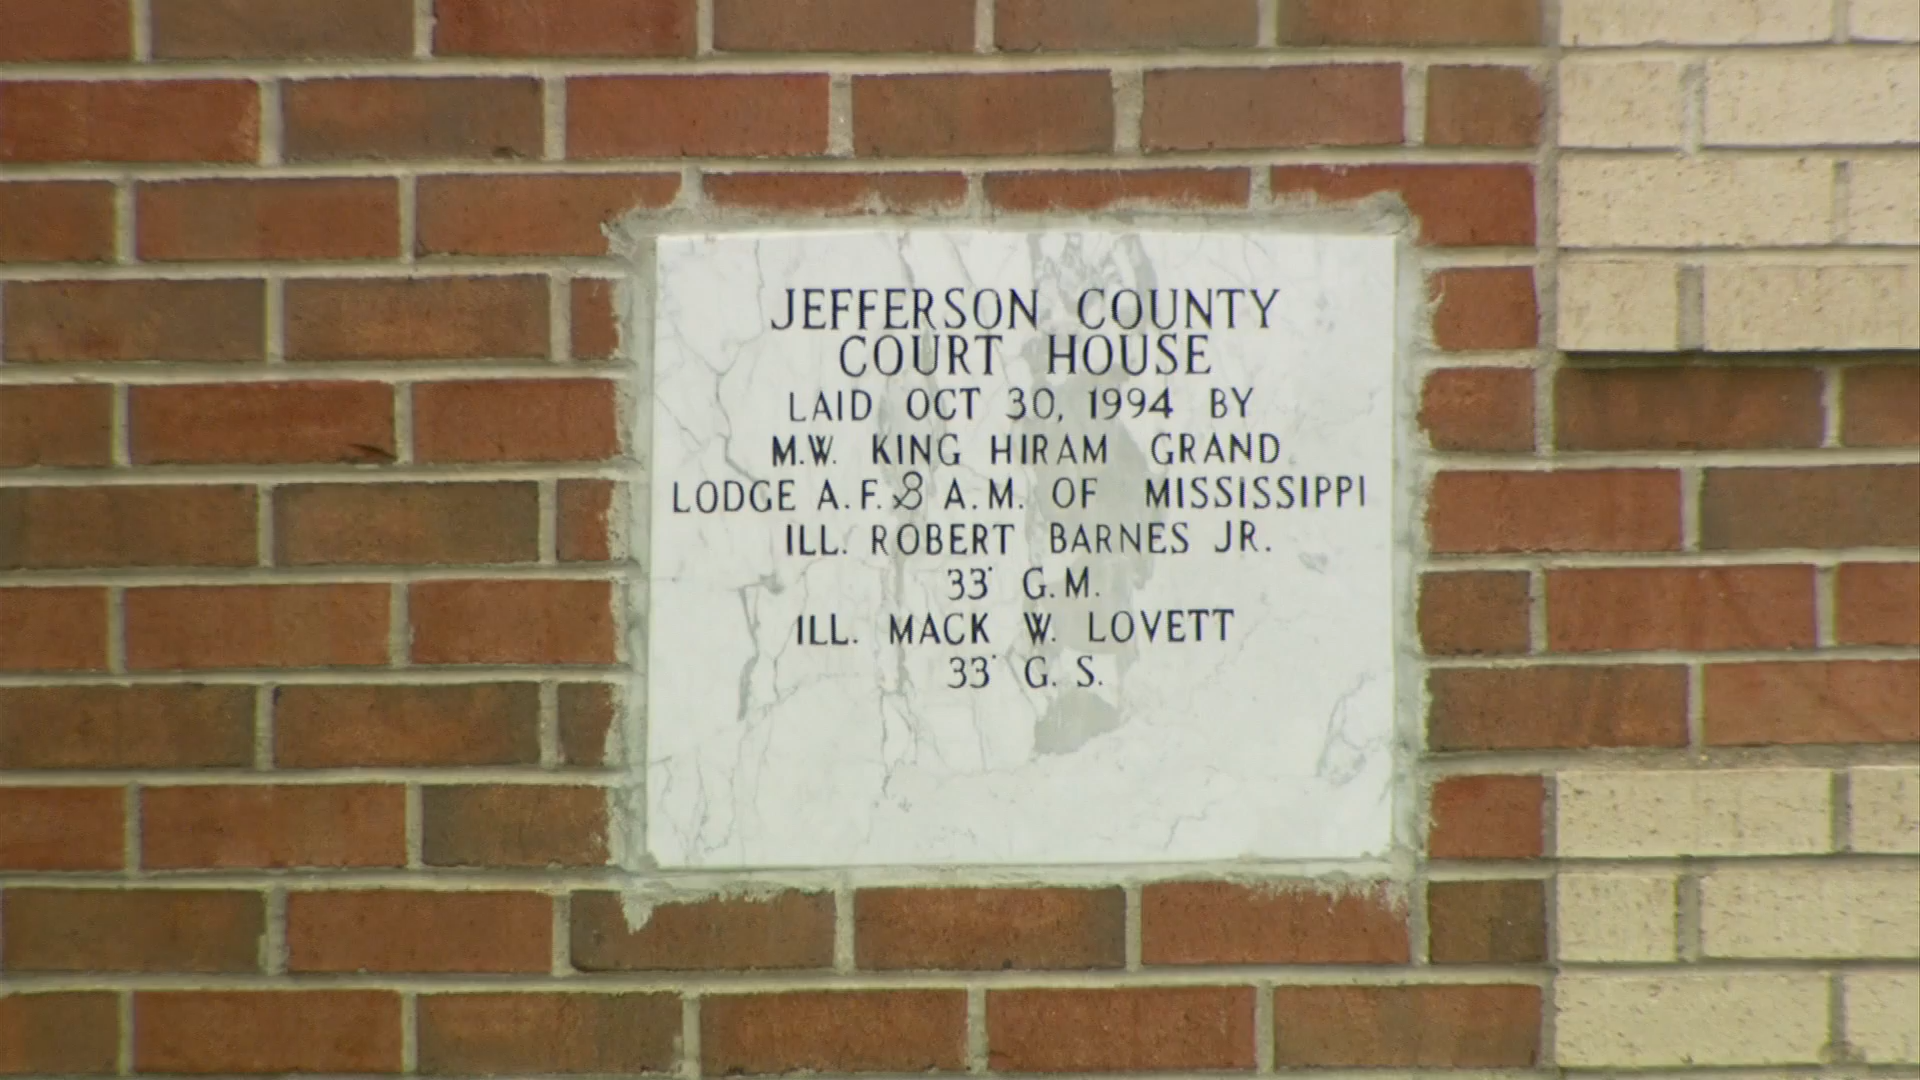 JEFFERSON COUNTY
COURT HOUSE
LAID OCT 30, 1994 BY
M.W. KING HIRAM GRAND
LODGE A.F.& A.M. OF MISSISSIPPI
ILL. ROBERT BARNES JR.
33° G.M.
ILL. MACK W. LOVETT
33° G. S.